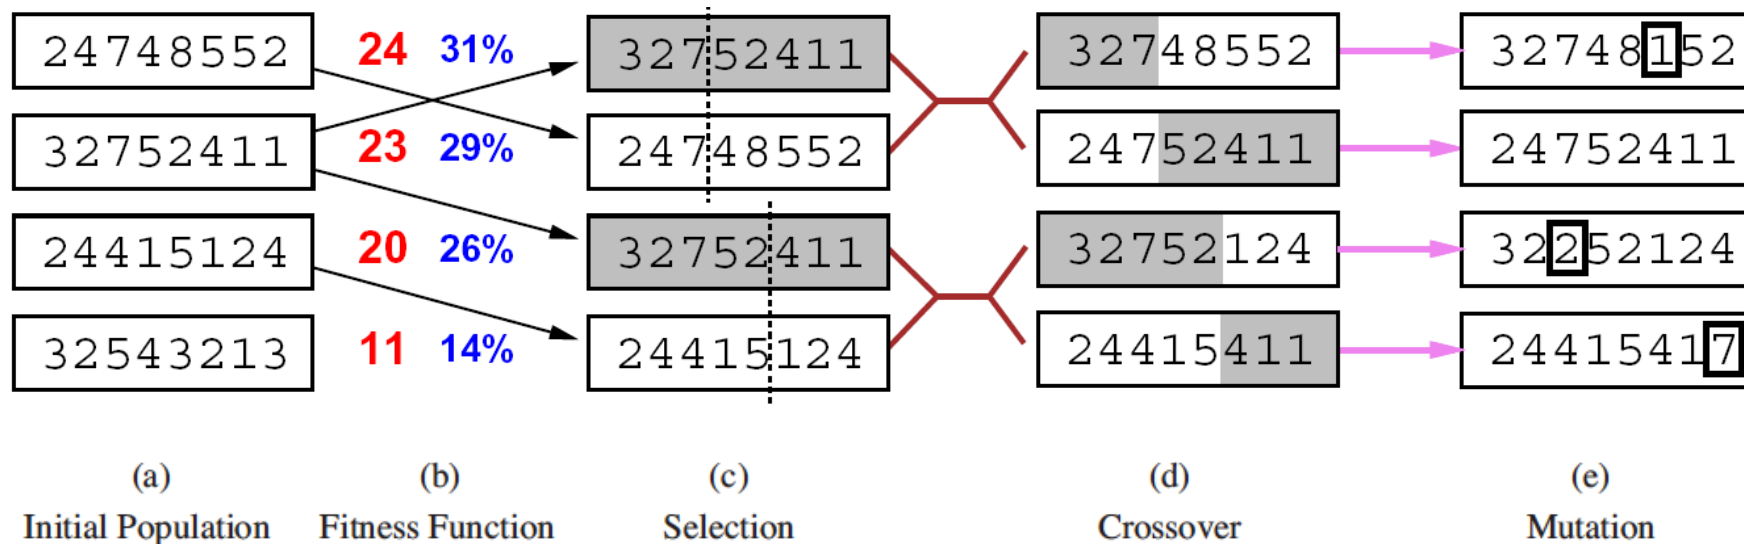 24748552 24 31% 32752411 32748552 32748152
32752411 23 29% 24748552 24752411 24752411
24415124 20 26% 32752411 32752124 32252124
32543213 11 14% 24415124 24415411 24415417
(a) (b) (c) (d) (e)
Initial Population Fitness Function Selection Crossover Mutation